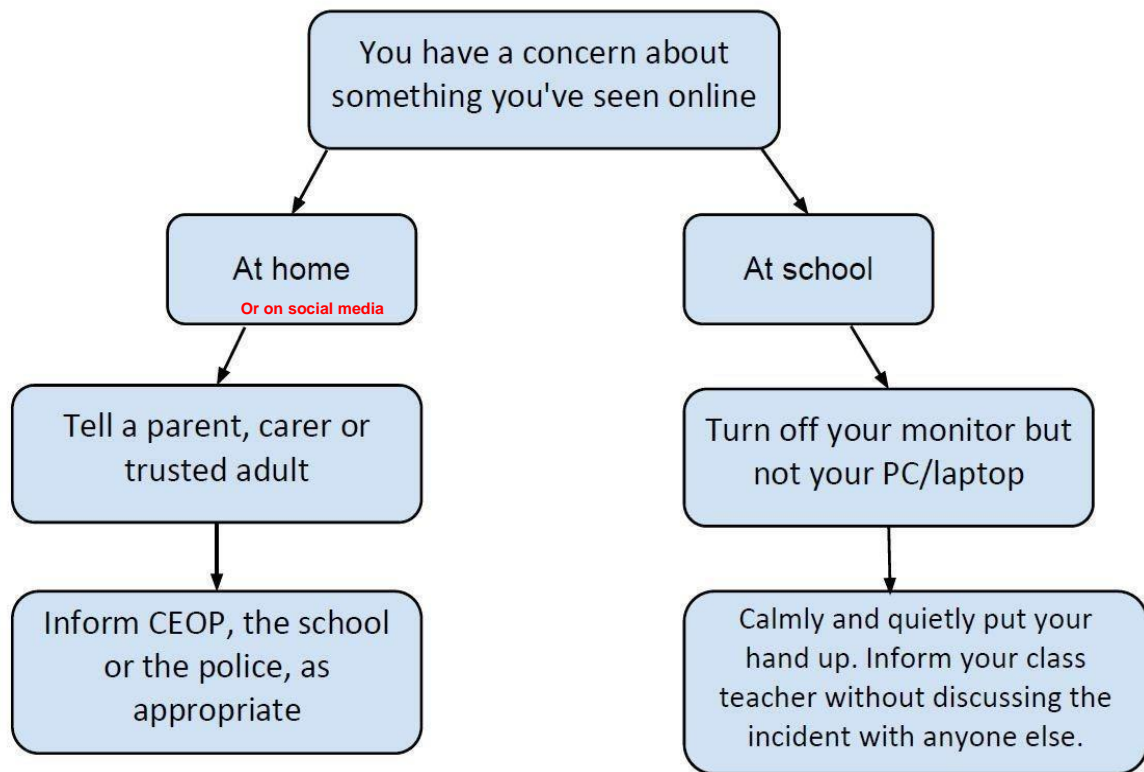 You have a concern about
something you've seen online
At home
Or on social media
At school
Tell a parent, carer or
trusted adult
Turn off your monitor but
not your PC/laptop
Inform CEOP, the school
or the police, as
appropriate
Calmly and quietly put your
hand up. Inform your class
teacher without discussing the
incident with anyone else.